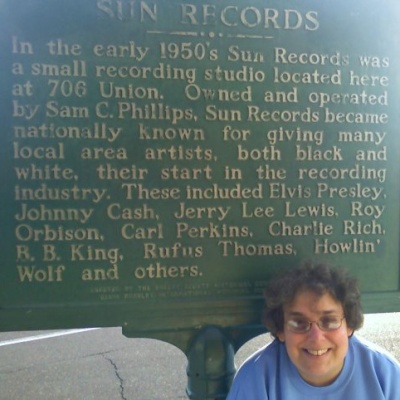 SUN RECORDS
In the early 1950's Sun Records was
a small recording studio located here
at 706 Union. Owned and operated
by Sam C. Phillips, Sun Records became
nationally known for giving many
local area artists, both black and
white, their start in the recording
industry. These included Elvis Presley,
Johnny Cash, Jerry Lee Lewis, Roy
Orbison, Carl Perkins, Charlie Rich,
B. B. King, Rufus Thomas, Howlin'
Wolf and others.